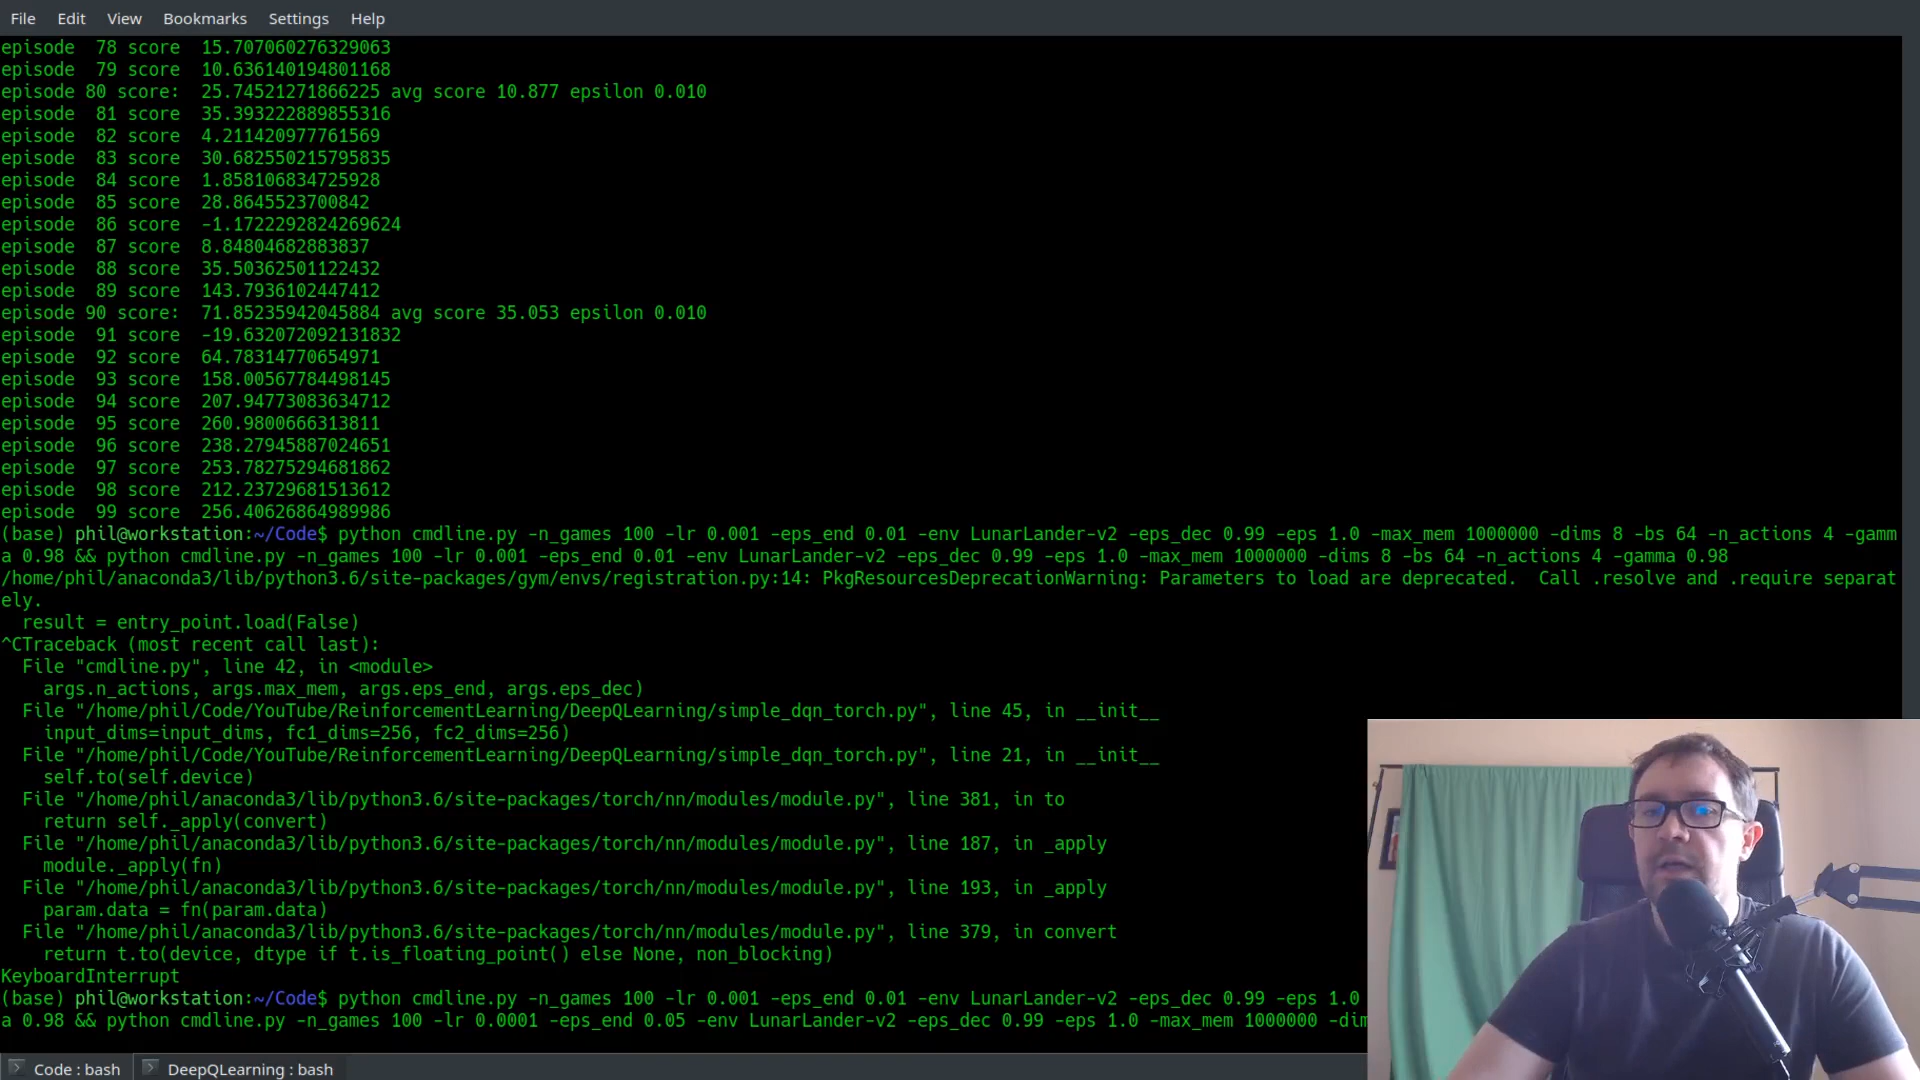 File Edit View Bookmarks Settings Help
episode  78 score  15.707060276329063
episode  79 score  10.636140194801168
episode 80 score:  25.74521271866225 avg score 10.877 epsilon 0.010
episode  81 score  35.393222889855316
episode  82 score  4.211420977761569
episode  83 score  30.682550215795835
episode  84 score  1.858106834725928
episode  85 score  28.8645523700842
episode  86 score  -1.1722292824269624
episode  87 score  8.84804682883837
episode  88 score  35.50362501122432
episode  89 score  143.7936102447412
episode 90 score:  71.85235942045884 avg score 35.053 epsilon 0.010
episode  91 score  -19.632072092131832
episode  92 score  64.78314770654971
episode  93 score  158.00567784498145
episode  94 score  207.94773083634712
episode  95 score  260.9800666313811
episode  96 score  238.27945887024651
episode  97 score  253.78275294681862
episode  98 score  212.23729681513612
episode  99 score  256.40626864989986
(base) phil@workstation:~/Code$ python cmdline.py -n_games 100 -lr 0.001 -eps_end 0.01 -env LunarLander-v2 -eps_dec 0.99 -eps 1.0 -max_mem 1000000 -dims 8 -bs 64 -n_actions 4 -gamm
a 0.98 && python cmdline.py -n_games 100 -lr 0.001 -eps_end 0.01 -env LunarLander-v2 -eps_dec 0.99 -eps 1.0 -max_mem 1000000 -dims 8 -bs 64 -n_actions 4 -gamma 0.98
/home/phil/anaconda3/lib/python3.6/site-packages/gym/envs/registration.py:14: PkgResourcesDeprecationWarning: Parameters to load are deprecated.  Call .resolve and .require separat
ely.
  result = entry_point.load(False)
^CTraceback (most recent call last):
  File "cmdline.py", line 42, in <module>
    args.n_actions, args.max_mem, args.eps_end, args.eps_dec)
  File "/home/phil/Code/YouTube/ReinforcementLearning/DeepQLearning/simple_dqn_torch.py", line 45, in __init__
    input_dims=input_dims, fc1_dims=256, fc2_dims=256)
  File "/home/phil/Code/YouTube/ReinforcementLearning/DeepQLearning/simple_dqn_torch.py", line 21, in __init__
    self.to(self.device)
  File "/home/phil/anaconda3/lib/python3.6/site-packages/torch/nn/modules/module.py", line 381, in to
    return self._apply(convert)
  File "/home/phil/anaconda3/lib/python3.6/site-packages/torch/nn/modules/module.py", line 187, in _apply
    module._apply(fn)
  File "/home/phil/anaconda3/lib/python3.6/site-packages/torch/nn/modules/module.py", line 193, in _apply
    param.data = fn(param.data)
  File "/home/phil/anaconda3/lib/python3.6/site-packages/torch/nn/modules/module.py", line 379, in convert
    return t.to(device, dtype if t.is_floating_point() else None, non_blocking)
KeyboardInterrupt
(base) phil@workstation:~/Code$ python cmdline.py -n_games 100 -lr 0.001 -eps_end 0.01 -env LunarLander-v2 -eps_dec 0.99 -eps 1.0
a 0.98 && python cmdline.py -n_games 100 -lr 0.0001 -eps_end 0.05 -env LunarLander-v2 -eps_dec 0.99 -eps 1.0 -max_mem 1000000
Code : bash DeepQLearning : bash